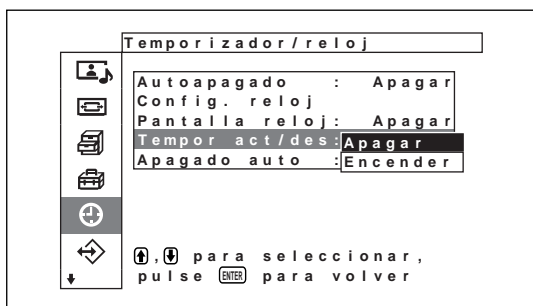 Temporizador/reloj
Autoapagado : Apagar
Config. reloj
Pantalla reloj: Apagar
Tempor act/des: Apagar
Apagado auto : Encender
, para seleccionar,
pulse ENTER para volver